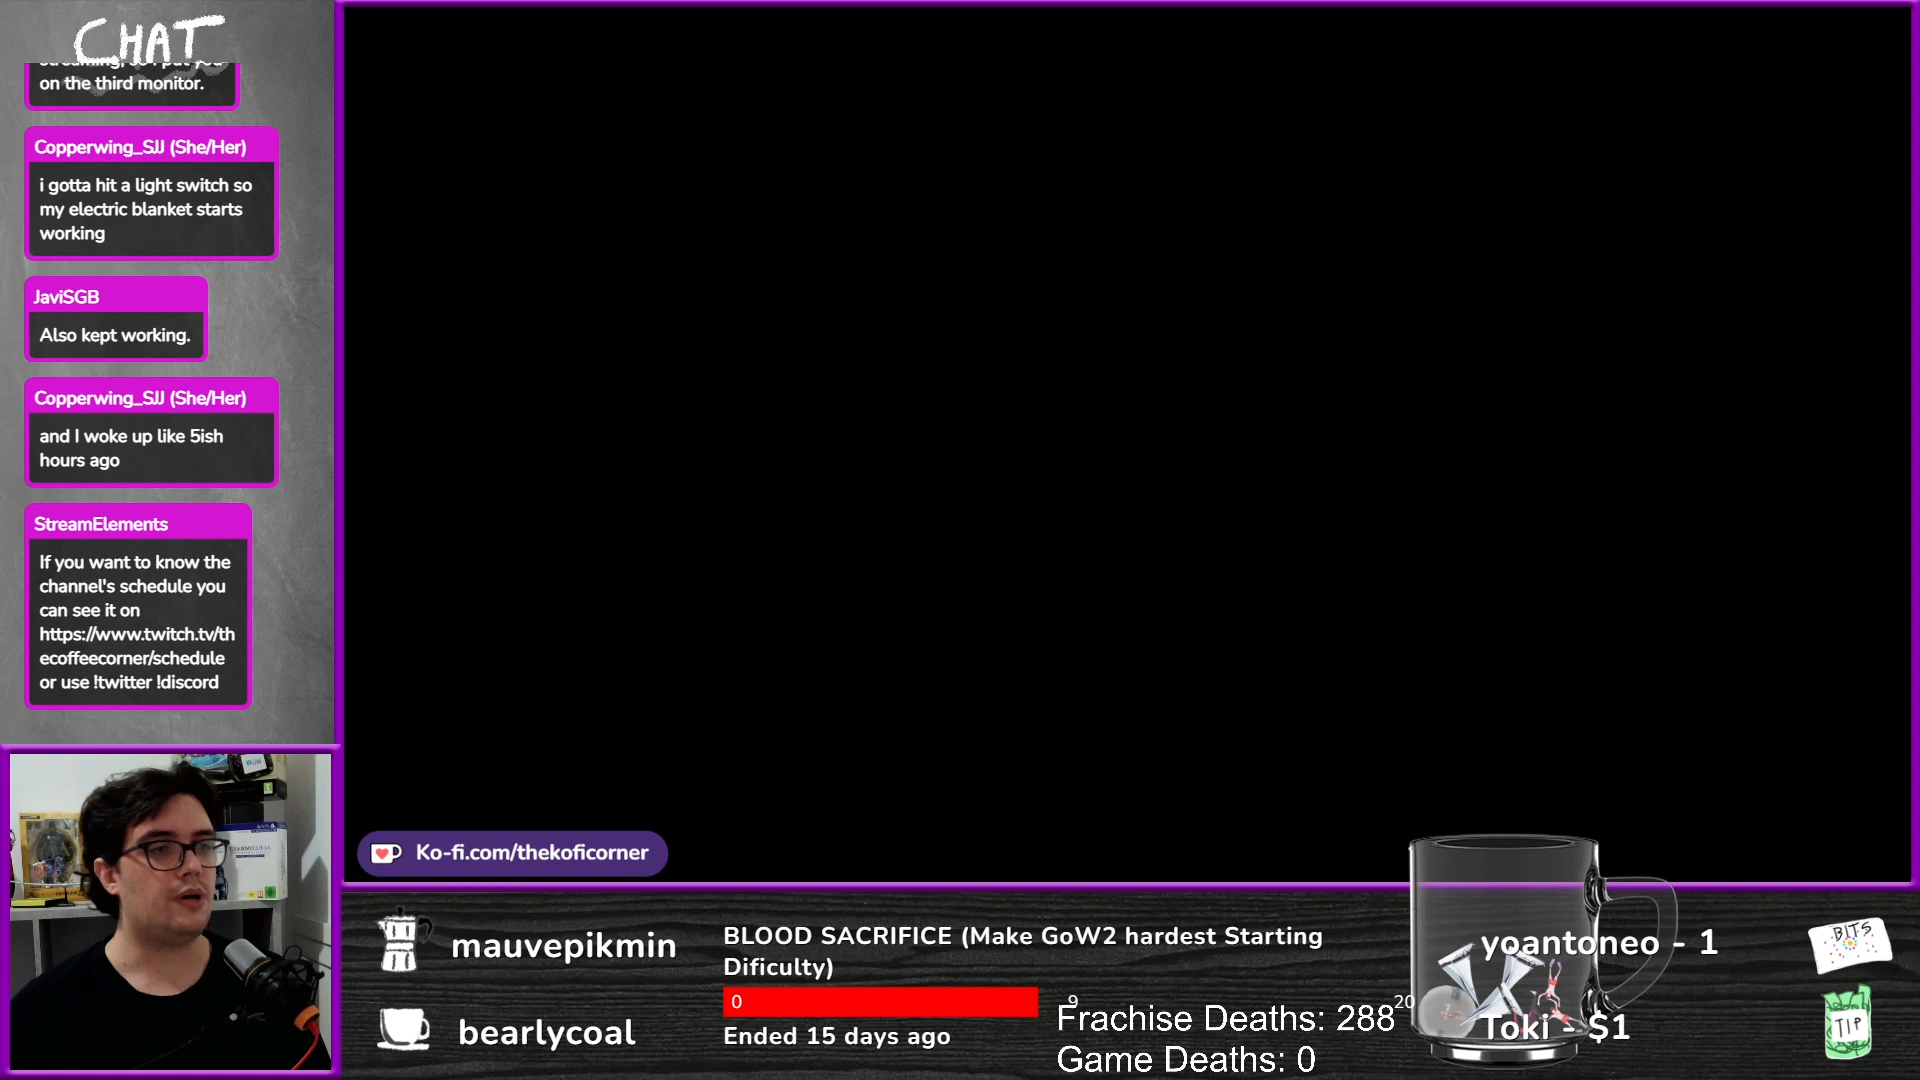 CHAT
on the third monitor.
Copperwing_SJJ (She/Her)
i gotta hit a light switch so
my electric blanket starts
working
JaviSGB
Also kept working.
Copperwing_SJJ (She/Her)
and I woke up like 5ish
hours ago
StreamElements
If you want to know the
channel's schedule you
can see it on
https://www.twitch.tv/th
ecoffeecorner/schedule
or use !twitter !discord
Ko-fi.com/thekoficorner
mauvepikmin
bearlycoal
BLOOD SACRIFICE (Make GoW2 hardest Starting
Dificulty)
0 9 20
Ended 15 days ago
Frachise Deaths: 288
Game Deaths: 0
yoantoneo - 1
Toki - $1
BITS
TIP